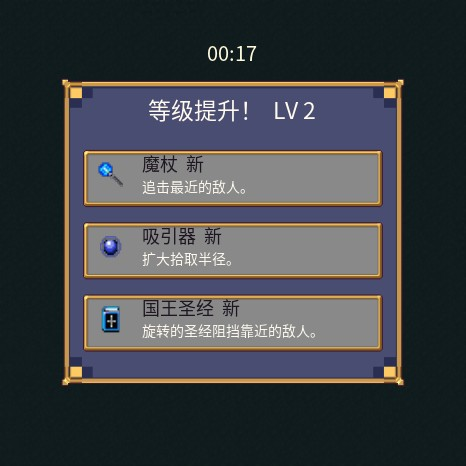 00:17
等级提升！ LV 2
魔杖 新
追击最近的敌人。
吸引器 新
扩大拾取半径。
国王圣经 新
旋转的圣经阻挡靠近的敌人。